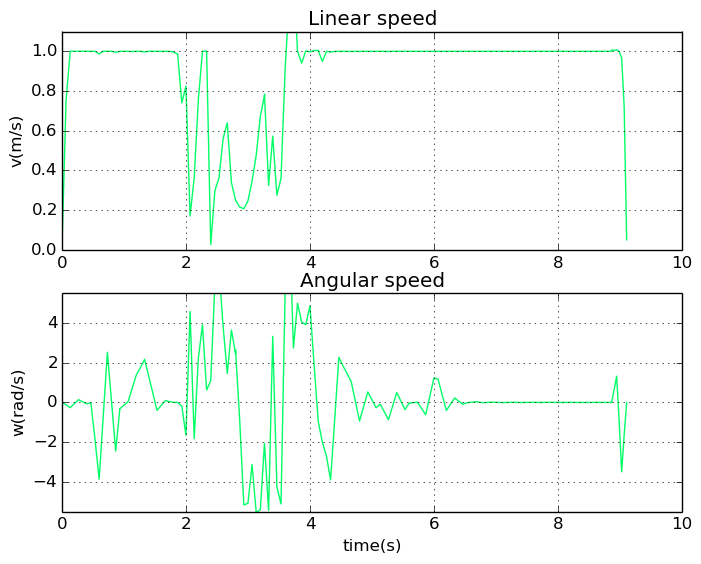 Linear speed
1.0
0.8
0.6
0.4
0.2
0.0
v(m/s)
0 2 4 6 8 10
Angular speed
4
2
0
−2
−4
w(rad/s)
0 2 4 6 8 10
time(s)